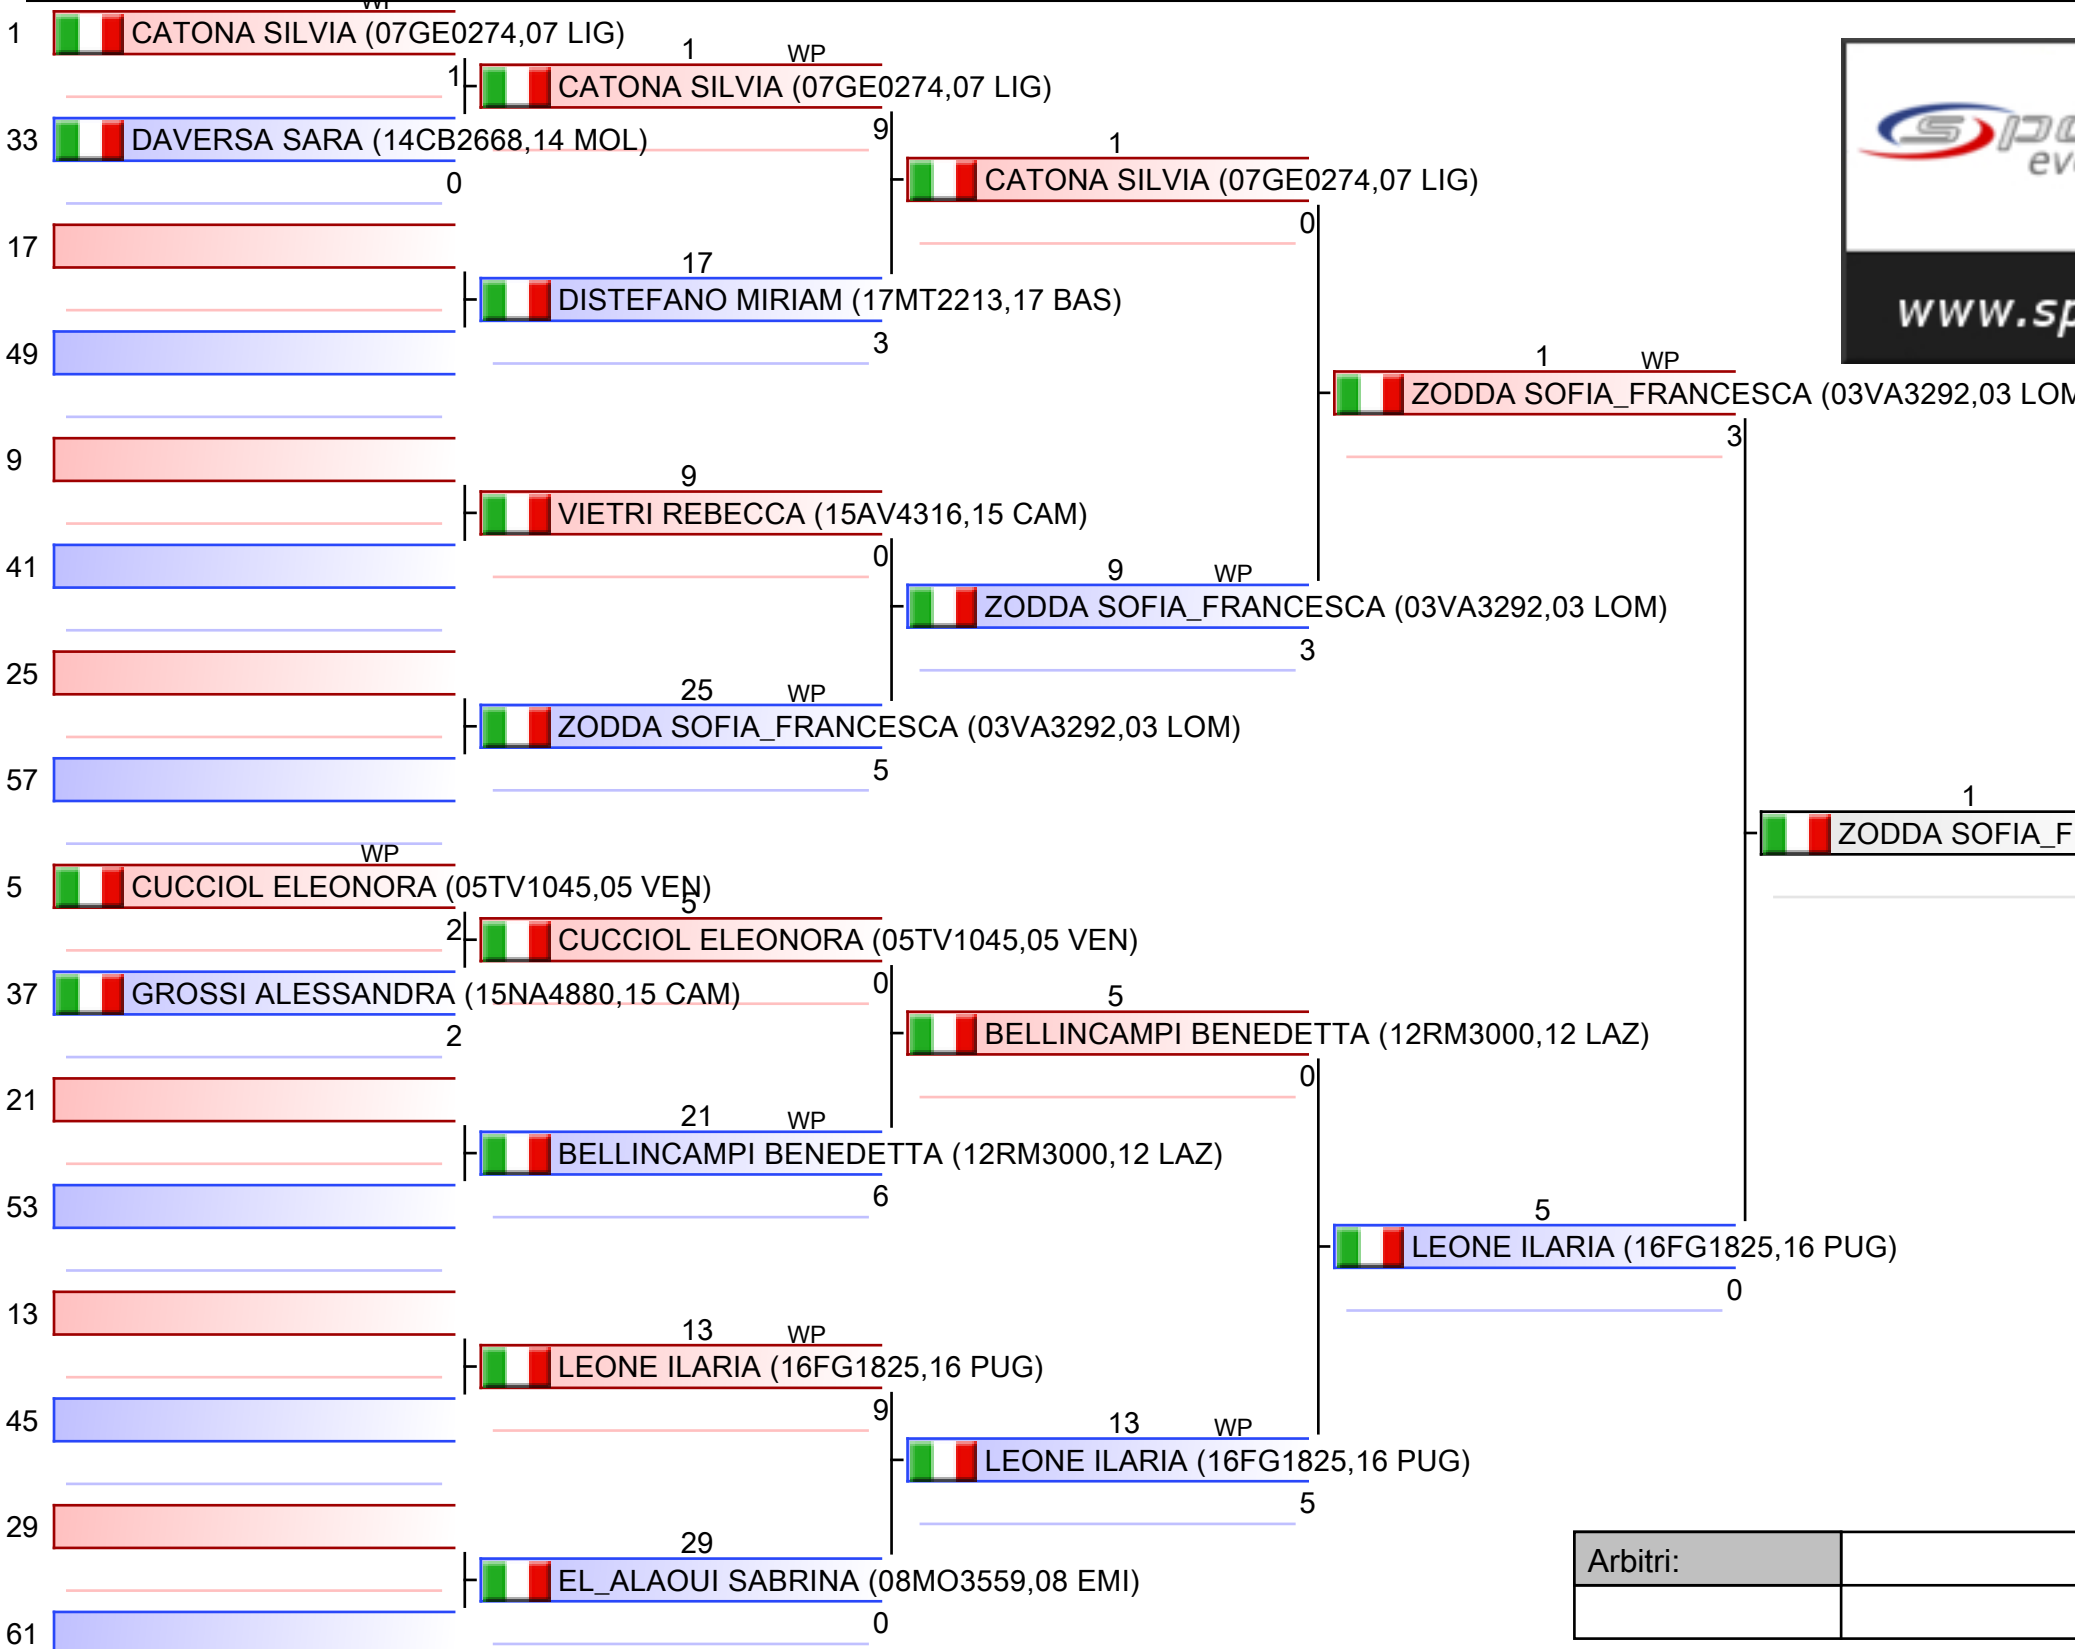 1 CATONA SILVIA (07GE0274,07 LIG)
1
33 DAVERSA SARA (14CB2668,14 MOL)
0
17
49
9
41
25
57
WP
5 CUCCIOL ELEONORA (05TV1045,05 VEN)
2
37 GROSSI ALESSANDRA (15NA4880,15 CAM)
2
21
53
13
45
29
61
1 WP
CATONA SILVIA (07GE0274,07 LIG)
9
17
DISTEFANO MIRIAM (17MT2213,17 BAS)
3
9
VIETRI REBECCA (15AV4316,15 CAM)
0
25 WP
ZODDA SOFIA_FRANCESCA (03VA3292,03 LOM)
5
5
CUCCIOL ELEONORA (05TV1045,05 VEN)
0
21 WP
BELLINCAMPI BENEDETTA (12RM3000,12 LAZ)
6
13 WP
LEONE ILARIA (16FG1825,16 PUG)
9
29
EL_ALAOUI SABRINA (08MO3559,08 EMI)
0
1
CATONA SILVIA (07GE0274,07 LIG)
0
9 WP
ZODDA SOFIA_FRANCESCA (03VA3292,03 LOM)
3
5
BELLINCAMPI BENEDETTA (12RM3000,12 LAZ)
0
13 WP
LEONE ILARIA (16FG1825,16 PUG)
5
1 WP
ZODDA SOFIA_FRANCESCA (03VA3292,03 LOM
3
5
LEONE ILARIA (16FG1825,16 PUG)
0
1
ZODDA SOFIA_F
www.sp
Arbitri: